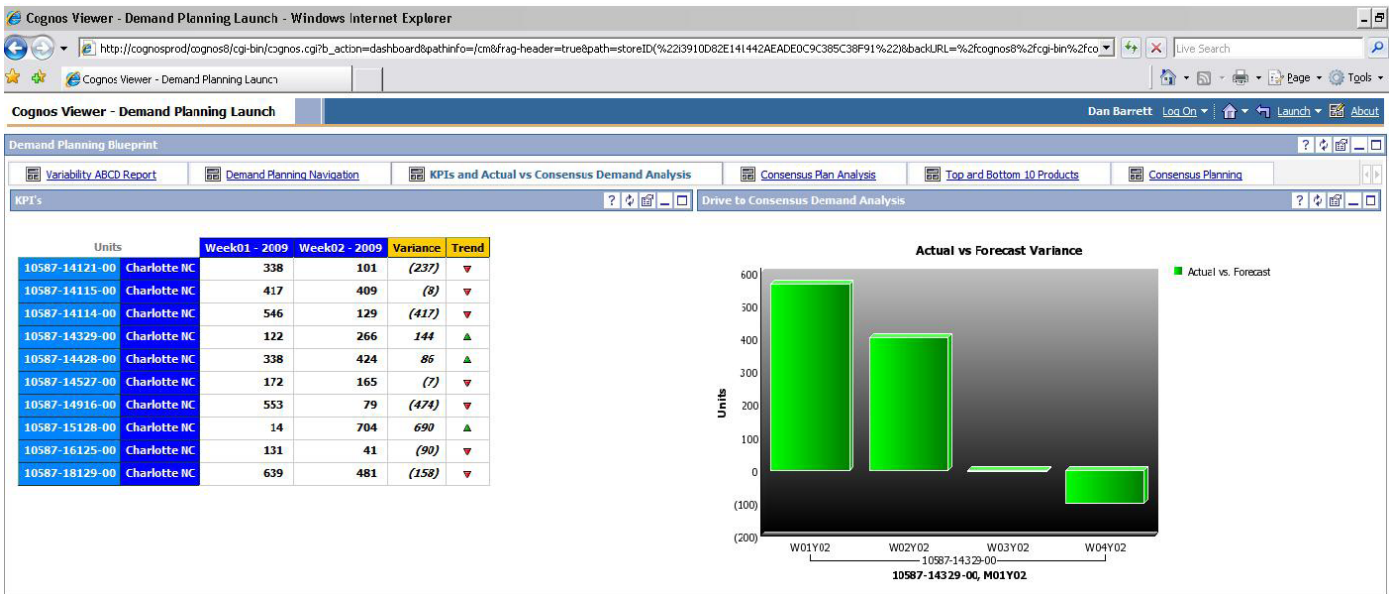 Cognos Viewer - Demand Planning Launch - Windows Internet Explorer
http://cognosprod/cognos8/cgi-bin/cognos.cgi?b_action=dashboard&pathinfo=/cm&frag-header=true&path=storeID(%22i3910D82E141442AEADE0C9C385C38F91%22)&backURL=%2fcognos8%2fcgi-bin%2fco
Live Search
Cognos Viewer - Demand Planning Launch
Page Tools
Cognos Viewer - Demand Planning Launch
Dan Barrett Log On Launch About
Demand Planning Blueprint
Variability ABCD Report Demand Planning Navigation KPIs and Actual vs Consensus Demand Analysis Consensus Plan Analysis Top and Bottom 10 Products Consensus Planning
KPI's
Units Week01 - 2009 Week02 - 2009 Variance Trend
10587-14121-00 Charlotte NC 338 101 (237)
10587-14115-00 Charlotte NC 417 409 (8)
10587-14114-00 Charlotte NC 546 129 (417)
10587-14329-00 Charlotte NC 122 266 144
10587-14428-00 Charlotte NC 338 424 86
10587-14527-00 Charlotte NC 172 165 (7)
10587-14916-00 Charlotte NC 553 79 (474)
10587-15128-00 Charlotte NC 14 704 690
10587-16125-00 Charlotte NC 131 41 (90)
10587-18129-00 Charlotte NC 639 481 (158)
Drive to Consensus Demand Analysis
Actual vs Forecast Variance
Actual vs. Forecast
Units
600
500
400
300
200
100
0
(100)
(200)
W01Y02 W02Y02 W03Y02 W04Y02
10587-14329-00
10587-14329-00, M01Y02